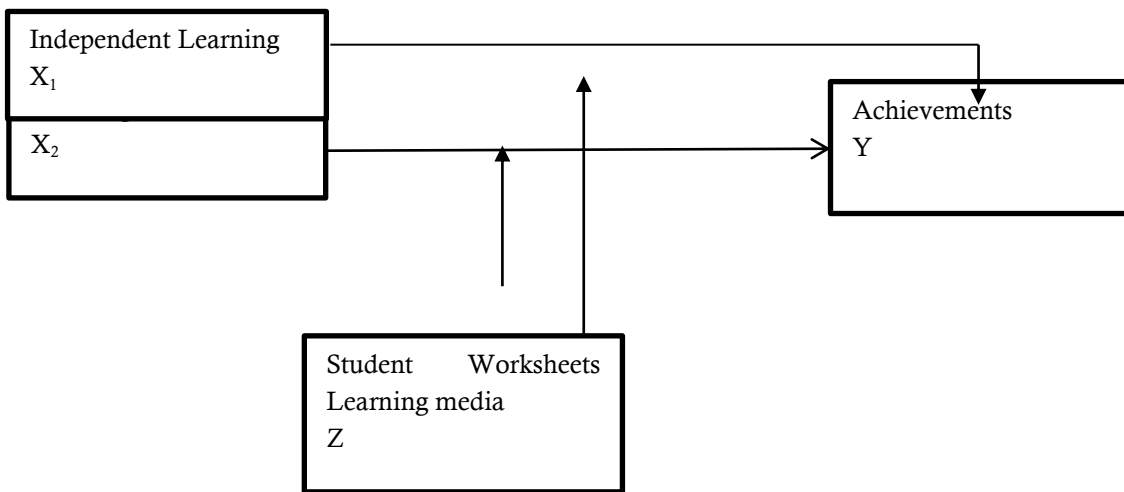 Independent Learning
X₁
X₂
Achievements
Y
Student Worksheets
Learning media
Z